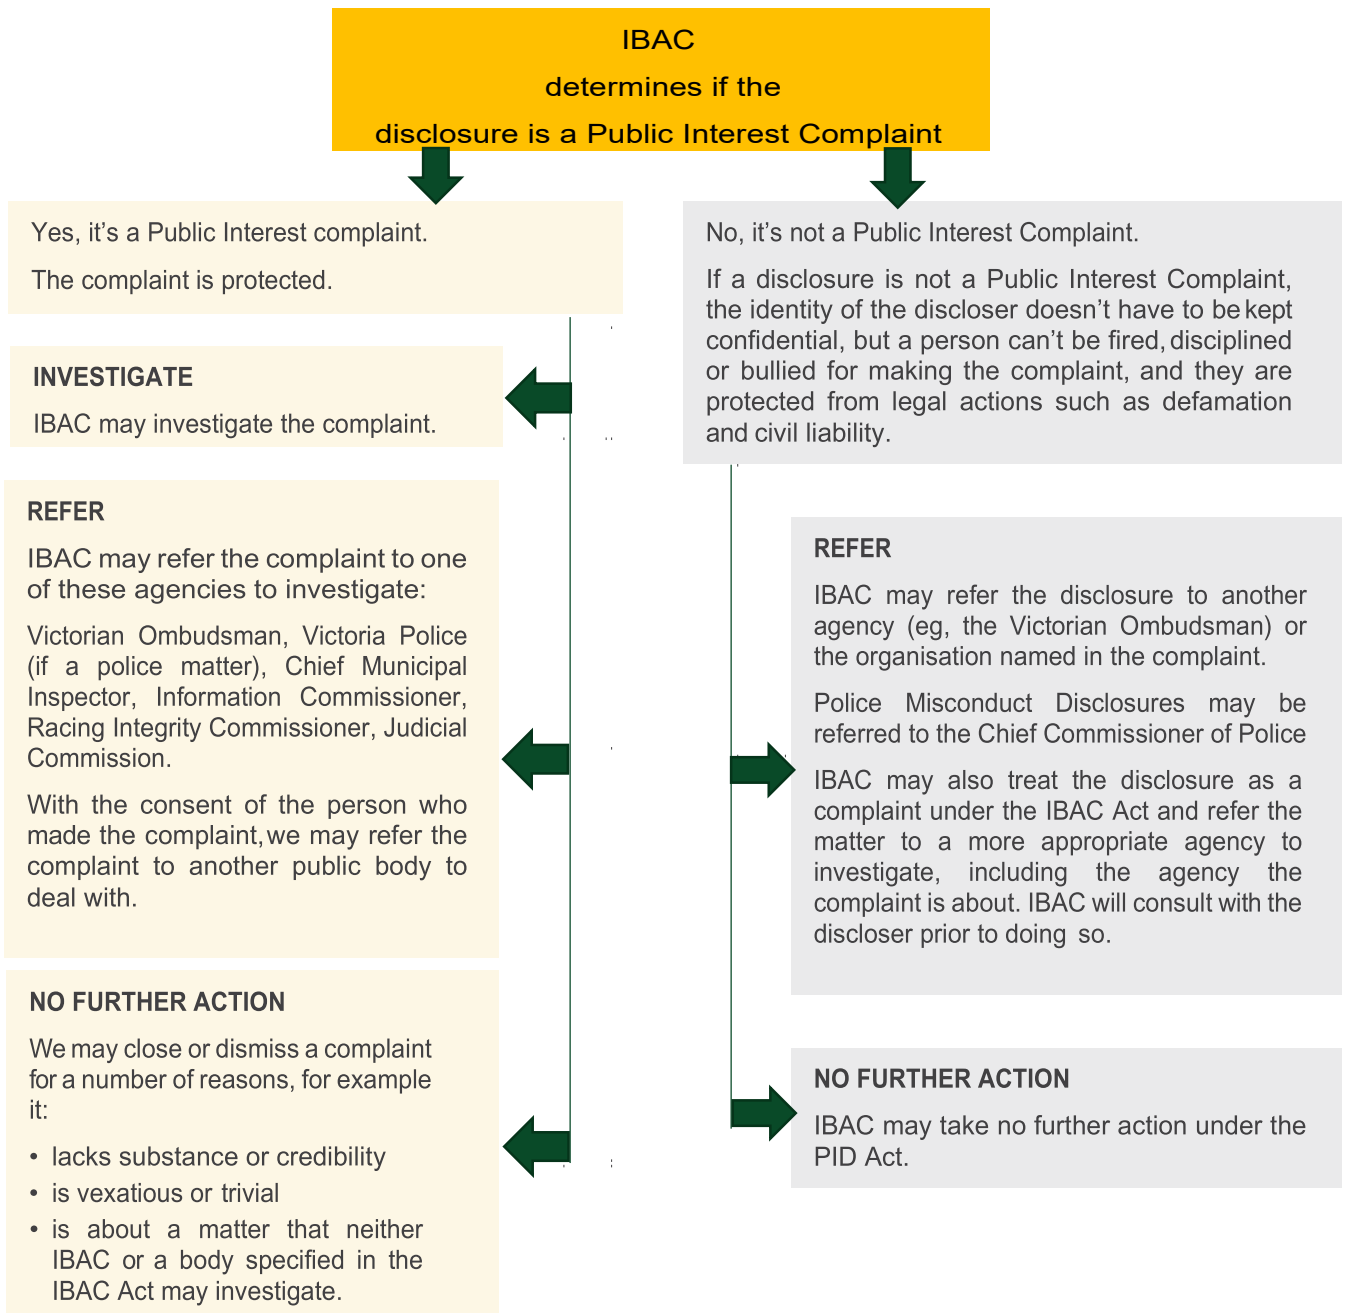 IBAC
determines if the
disclosure is a Public Interest Complaint
Yes, it’s a Public Interest complaint.
The complaint is protected.
INVESTIGATE
IBAC may investigate the complaint.
REFER
IBAC may refer the complaint to one
of these agencies to investigate:
Victorian Ombudsman, Victoria Police
(if a police matter), Chief Municipal
Inspector, Information Commissioner,
Racing Integrity Commissioner, Judicial
Commission.
With the consent of the person who
made the complaint, we may refer the
complaint to another public body to
deal with.
NO FURTHER ACTION
We may close or dismiss a complaint
for a number of reasons, for example
it:
• lacks substance or credibility
• is vexatious or trivial
• is about a matter that neither
IBAC or a body specified in the
IBAC Act may investigate.
No, it’s not a Public Interest Complaint.
If a disclosure is not a Public Interest Complaint,
the identity of the discloser doesn’t have to be kept
confidential, but a person can’t be fired, disciplined
or bullied for making the complaint, and they are
protected from legal actions such as defamation
and civil liability.
REFER
IBAC may refer the disclosure to another
agency (eg, the Victorian Ombudsman) or
the organisation named in the complaint.
Police Misconduct Disclosures may be
referred to the Chief Commissioner of Police
IBAC may also treat the disclosure as a
complaint under the IBAC Act and refer the
matter to a more appropriate agency to
investigate, including the agency the
complaint is about. IBAC will consult with the
discloser prior to doing so.
NO FURTHER ACTION
IBAC may take no further action under the
PID Act.